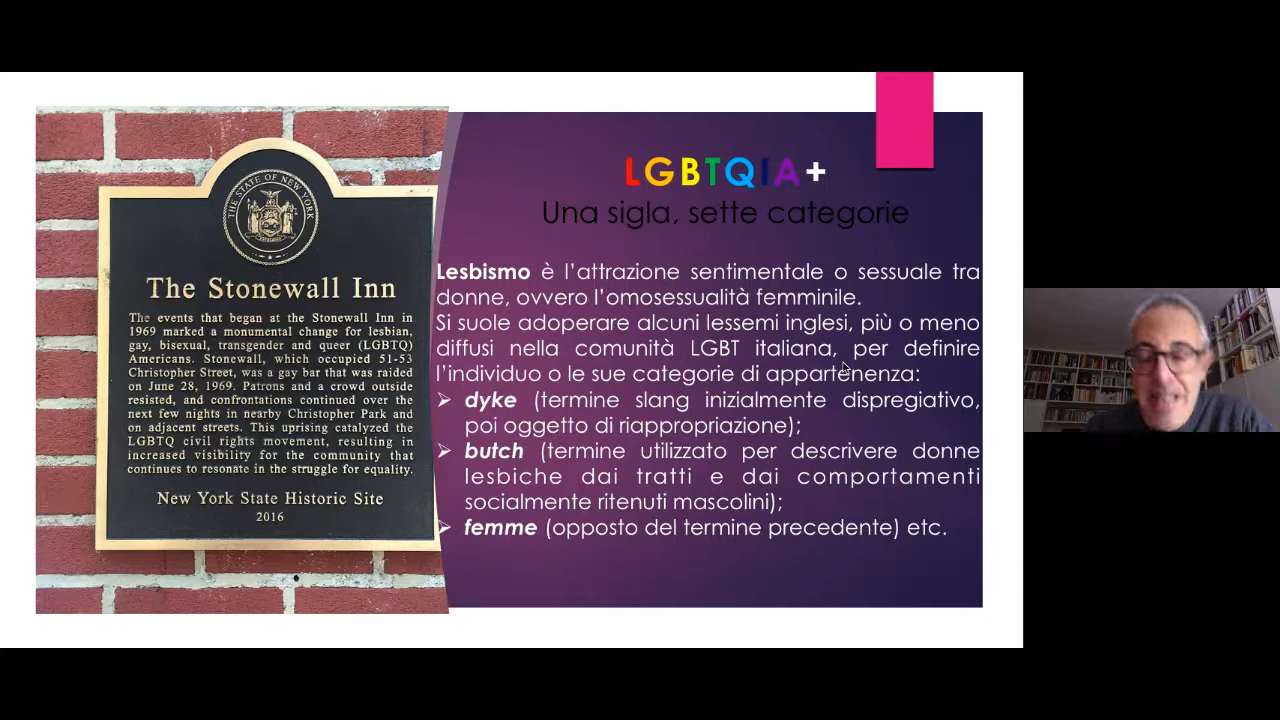 THE STATE OF NEW YORK
The Stonewall Inn
The events that began at the Stonewall Inn in
1969 marked a monumental change for lesbian,
gay, bisexual, transgender and queer (LGBTQ)
Americans. Stonewall, which occupied 51-53
Christopher Street, was a gay bar that was raided
on June 28, 1969. Patrons and a crowd outside
resisted, and confrontations continued over the
next few nights in nearby Christopher Park and
on adjacent streets. This uprising catalyzed the
LGBTQ civil rights movement, resulting in
increased visibility for the community that
continues to resonate in the struggle for equality.
New York State Historic Site
2016
LGBTQIA+
Una sigla, sette categorie
Lesbismo è l’attrazione sentimentale o sessuale tra
donne, ovvero l’omosessualità femminile.
Si suole adoperare alcuni lessemi inglesi, più o meno
diffusi nella comunità LGBT italiana, per definire
l’individuo o le sue categorie di appartenenza:
➢ dyke (termine slang inizialmente dispregiativo,
poi oggetto di riappropriazione);
➢ butch (termine utilizzato per descrivere donne
lesbiche dai tratti e dai comportamenti
socialmente ritenuti mascolini);
➢ femme (opposto del termine precedente) etc.